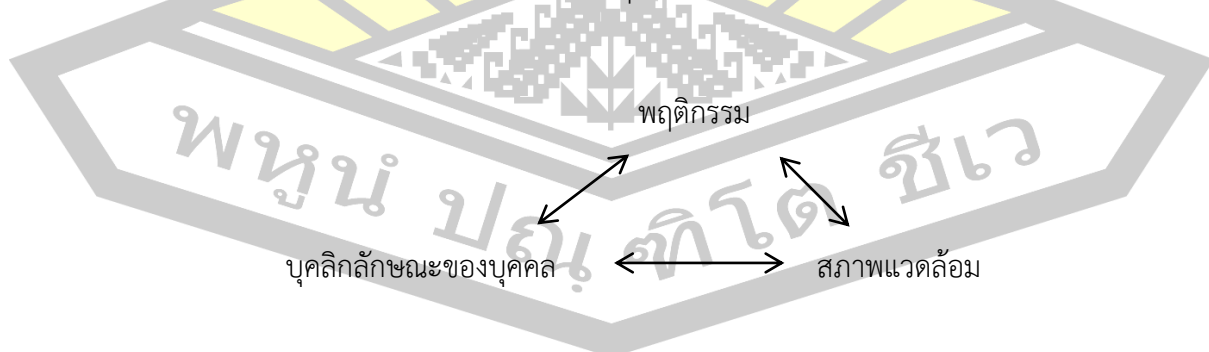 พฤติกรรม
พหูนํ ปณฺฑิโต ชีเว
บุคลิกลักษณะของบุคคล สภาพแวดล้อม